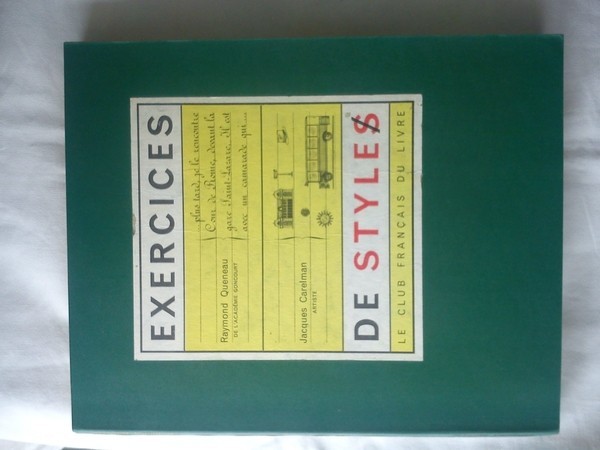 EXERCICES
Raymond Queneau
DE L'ACADÉMIE GONCOURT
...plus tard, je le rencontre
Cour de Rome, devant la
gare Saint-Lazare. Il est
avec un camarade qui....
Jacques Carelman
ARTISTE
DE STYLES
LE CLUB FRANÇAIS DU LIVRE